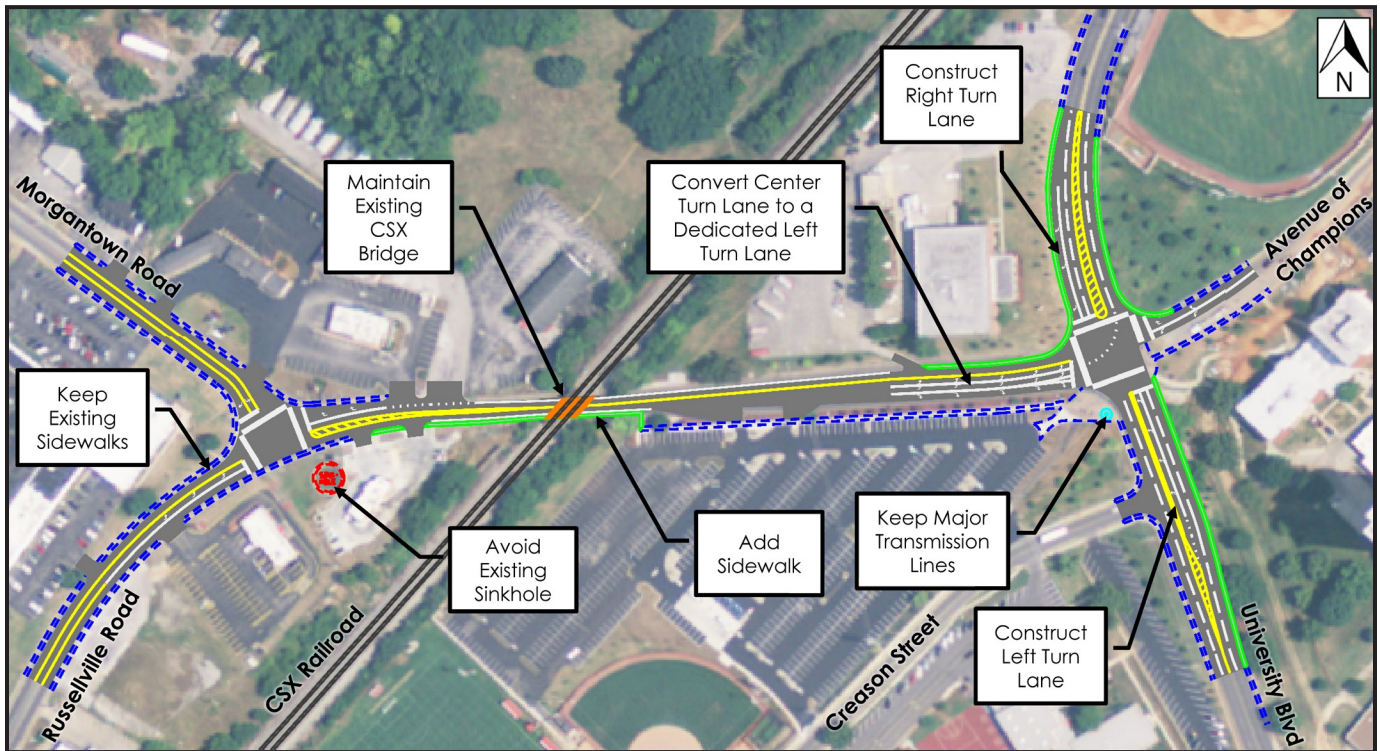 N
Construct
Right Turn
Lane
Maintain
Existing
CSX
Bridge
Convert Center
Turn Lane to a
Dedicated Left
Turn Lane
Morgantown Road
Avenue of
Champions
Keep
Existing
Sidewalks
Avoid
Existing
Sinkhole
Add
Sidewalk
Keep Major
Transmission
Lines
Construct
Left Turn
Lane
Russellville Road
CSX Railroad
Creason Street
University Blvd